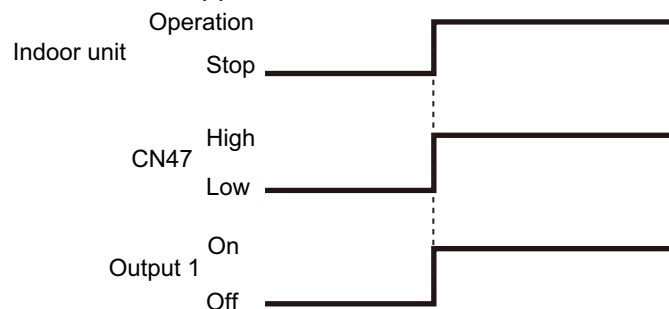 Operation
Indoor unit
Stop
High
CN47
Low
On
Output 1
Off